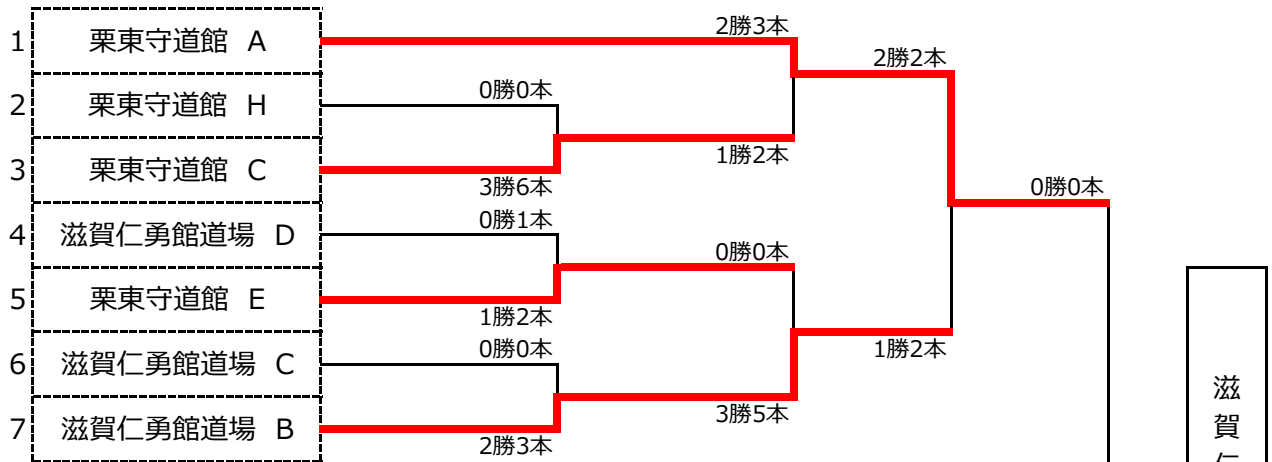 1 栗東守道館 A
2 栗東守道館 H
3 栗東守道館 C
4 滋賀仁勇館道場 D
5 栗東守道館 E
6 滋賀仁勇館道場 C
7 滋賀仁勇館道場 B
0勝0本
3勝6本
0勝1本
1勝2本
0勝0本
2勝3本
2勝3本
1勝2本
0勝0本
3勝5本
2勝2本
1勝2本
0勝0本
滋賀